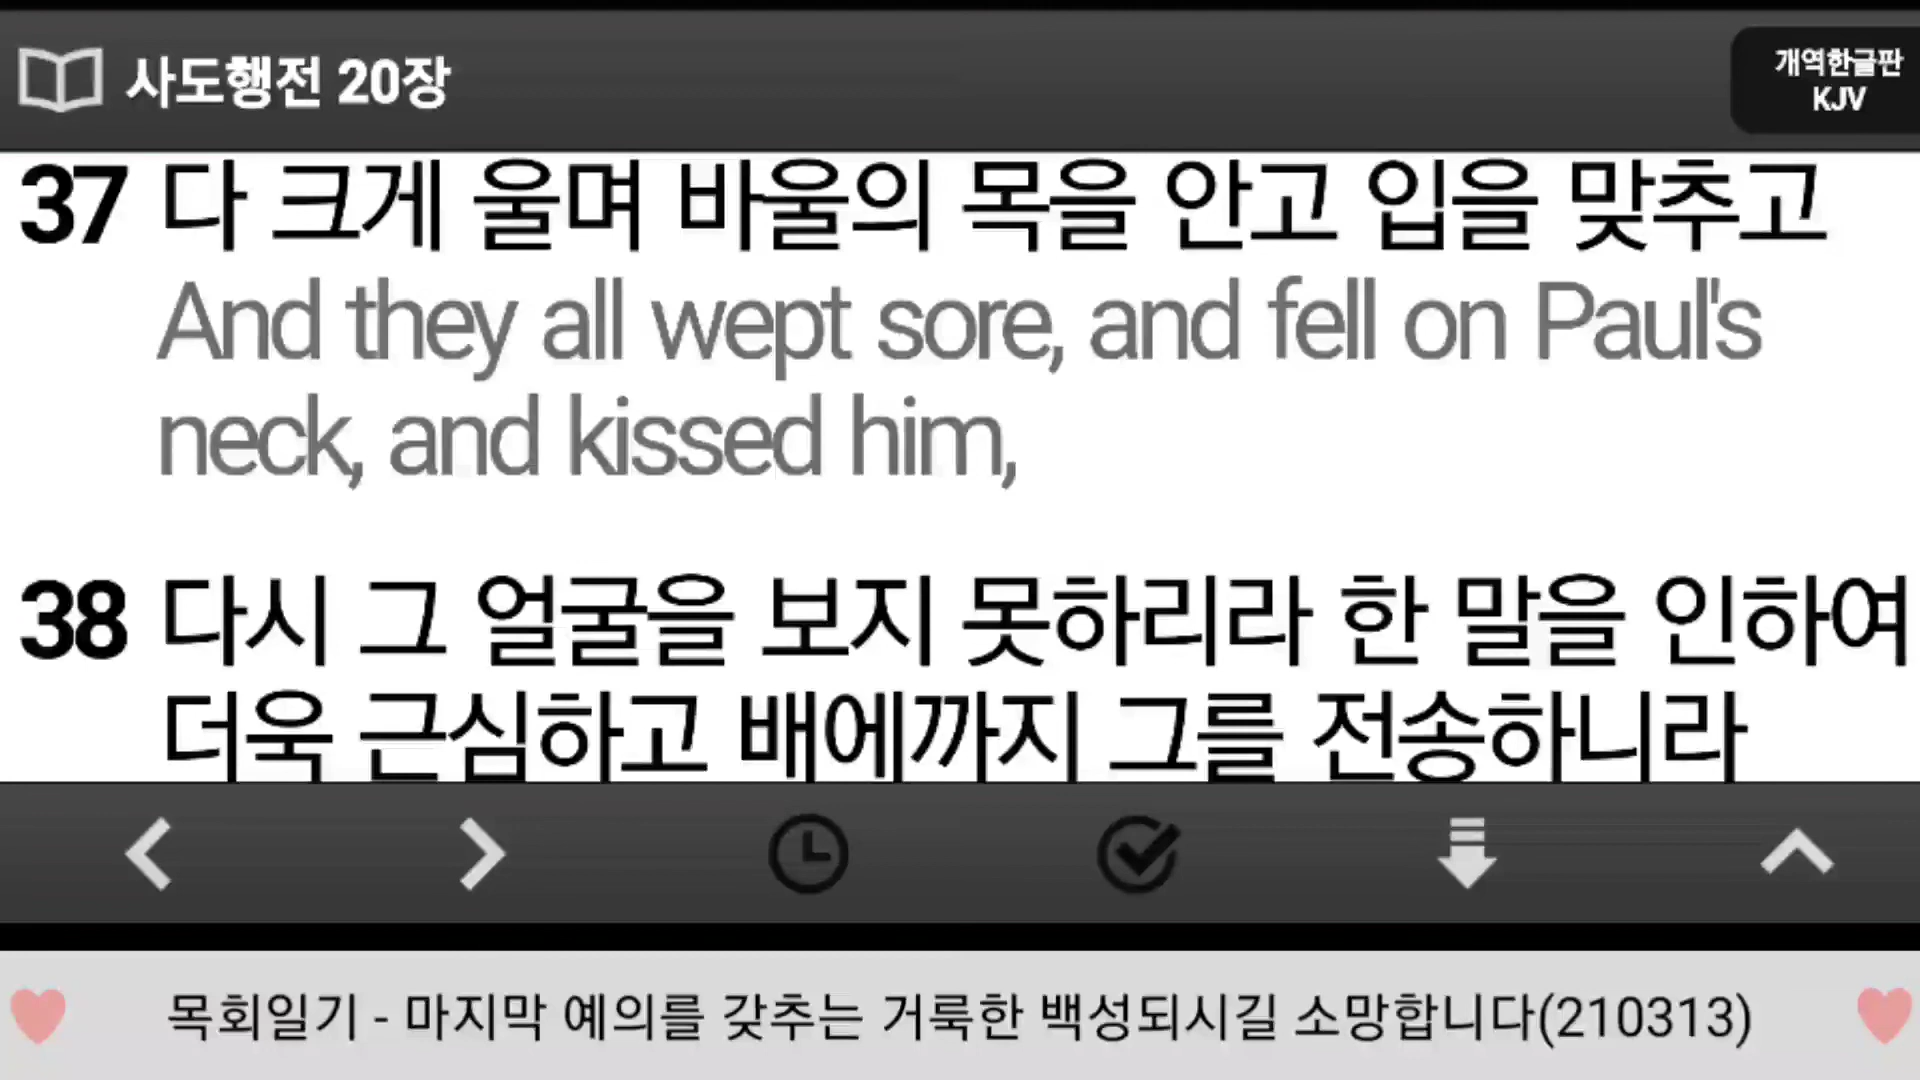 사도행전 20장
개역한글판
KJV
37 다 크게 울며 바울의 목을 안고 입을 맞추고
And they all wept sore, and fell on Paul's
neck, and kissed him,
38 다시 그 얼굴을 보지 못하리라 한 말을 인하여
더욱 근심하고 배에까지 그를 전송하니라
목회일기 - 마지막 예의를 갖추는 거룩한 백성되시길 소망합니다(210313)